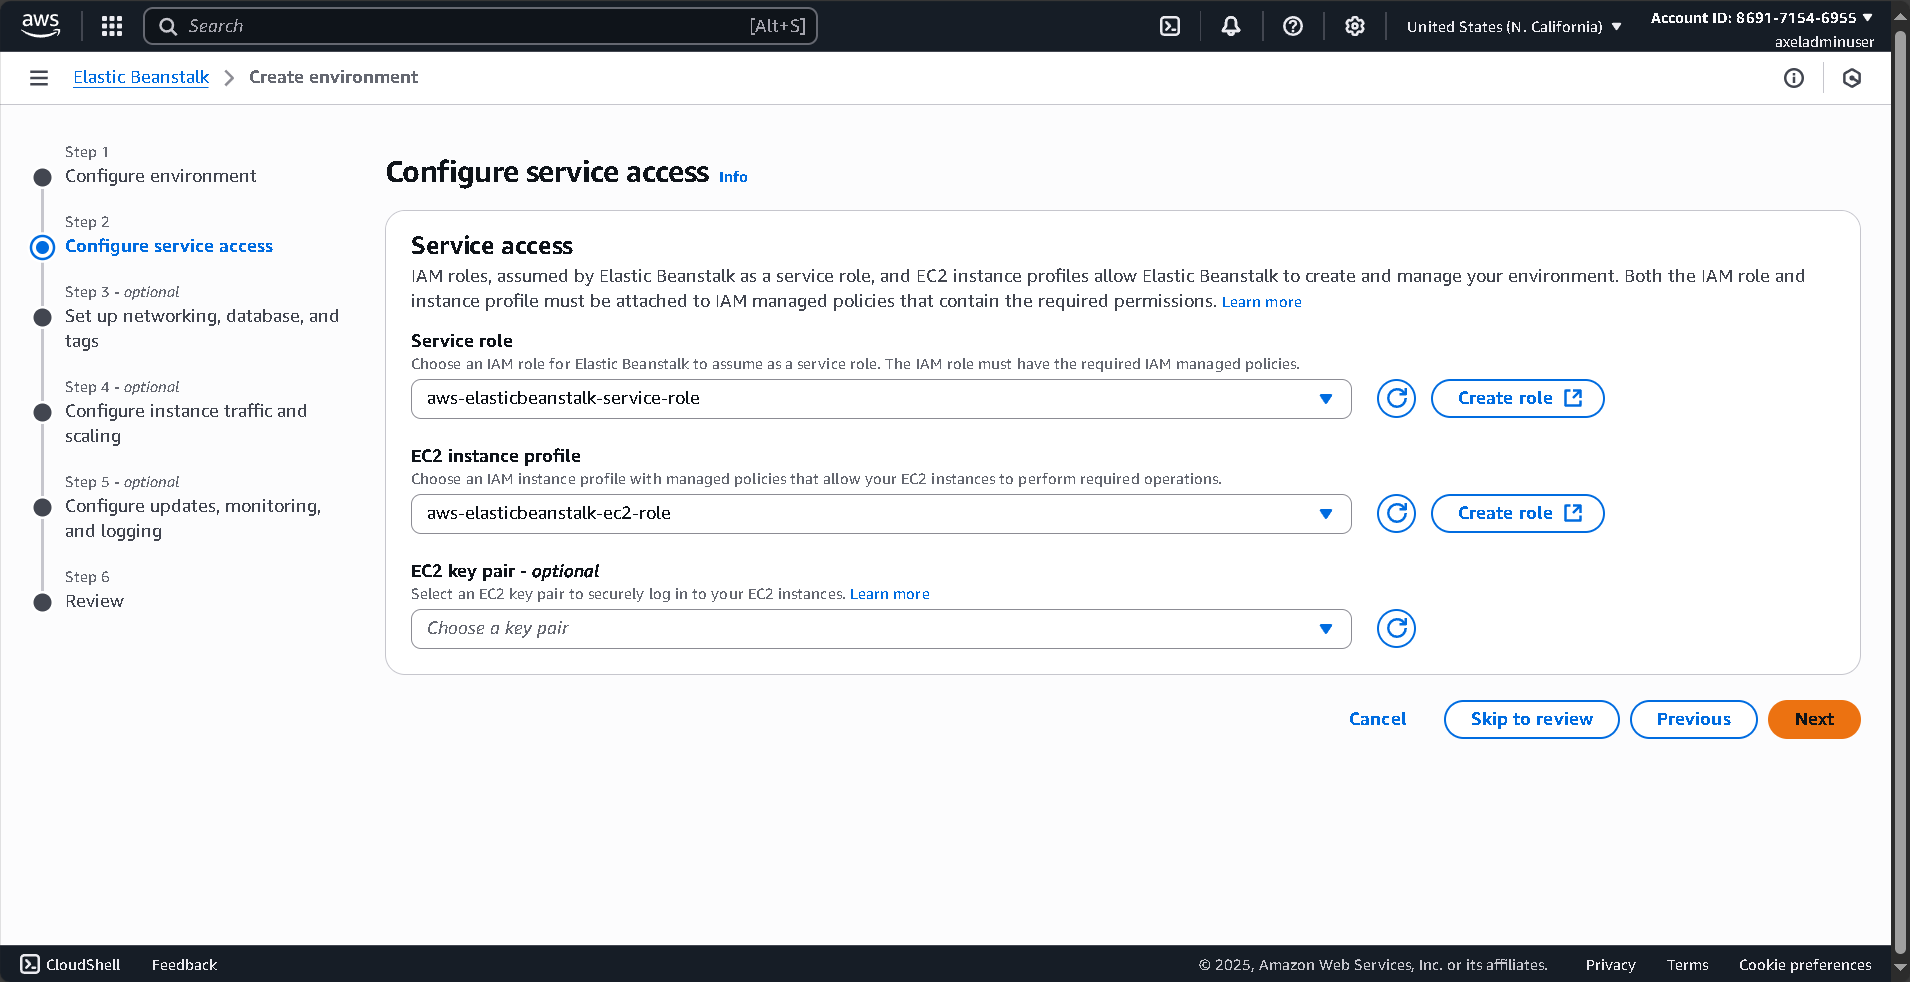 aws
Search
[Alt+S]
United States (N. California)
Account ID: 8691-7154-6955
axeladminuser
Elastic Beanstalk
Create environment
Step 1
Configure environment
Step 2
Configure service access
Step 3 - optional
Set up networking, database, and
tags
Step 4 - optional
Configure instance traffic and
scaling
Step 5 - optional
Configure updates, monitoring,
and logging
Step 6
Review
Configure service access Info
Service access
IAM roles, assumed by Elastic Beanstalk as a service role, and EC2 instance profiles allow Elastic Beanstalk to create and manage your environment. Both the IAM role and
instance profile must be attached to IAM managed policies that contain the required permissions. Learn more
Service role
Choose an IAM role for Elastic Beanstalk to assume as a service role. The IAM role must have the required IAM managed policies.
aws-elasticbeanstalk-service-role
Create role
EC2 instance profile
Choose an IAM instance profile with managed policies that allow your EC2 instances to perform required operations.
aws-elasticbeanstalk-ec2-role
Create role
EC2 key pair - optional
Select an EC2 key pair to securely log in to your EC2 instances. Learn more
Choose a key pair
Cancel
Skip to review
Previous
Next
CloudShell
Feedback
© 2025, Amazon Web Services, Inc. or its affiliates.
Privacy
Terms
Cookie preferences